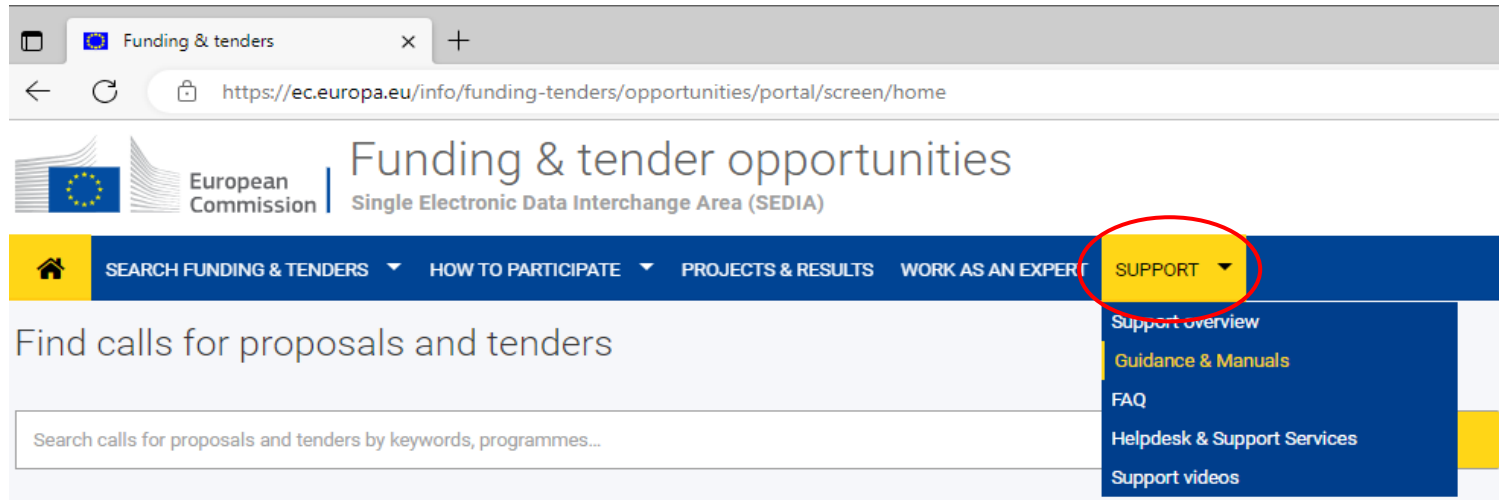 Funding & tenders
https://ec.europa.eu/info/funding-tenders/opportunities/portal/screen/home
European
Commission
Funding & tender opportunities
Single Electronic Data Interchange Area (SEDIA)
SEARCH FUNDING & TENDERS HOW TO PARTICIPATE PROJECTS & RESULTS WORK AS AN EXPERT SUPPORT
Find calls for proposals and tenders
Search calls for proposals and tenders by keywords, programmes...
Support overview
Guidance & Manuals
FAQ
Helpdesk & Support Services
Support videos